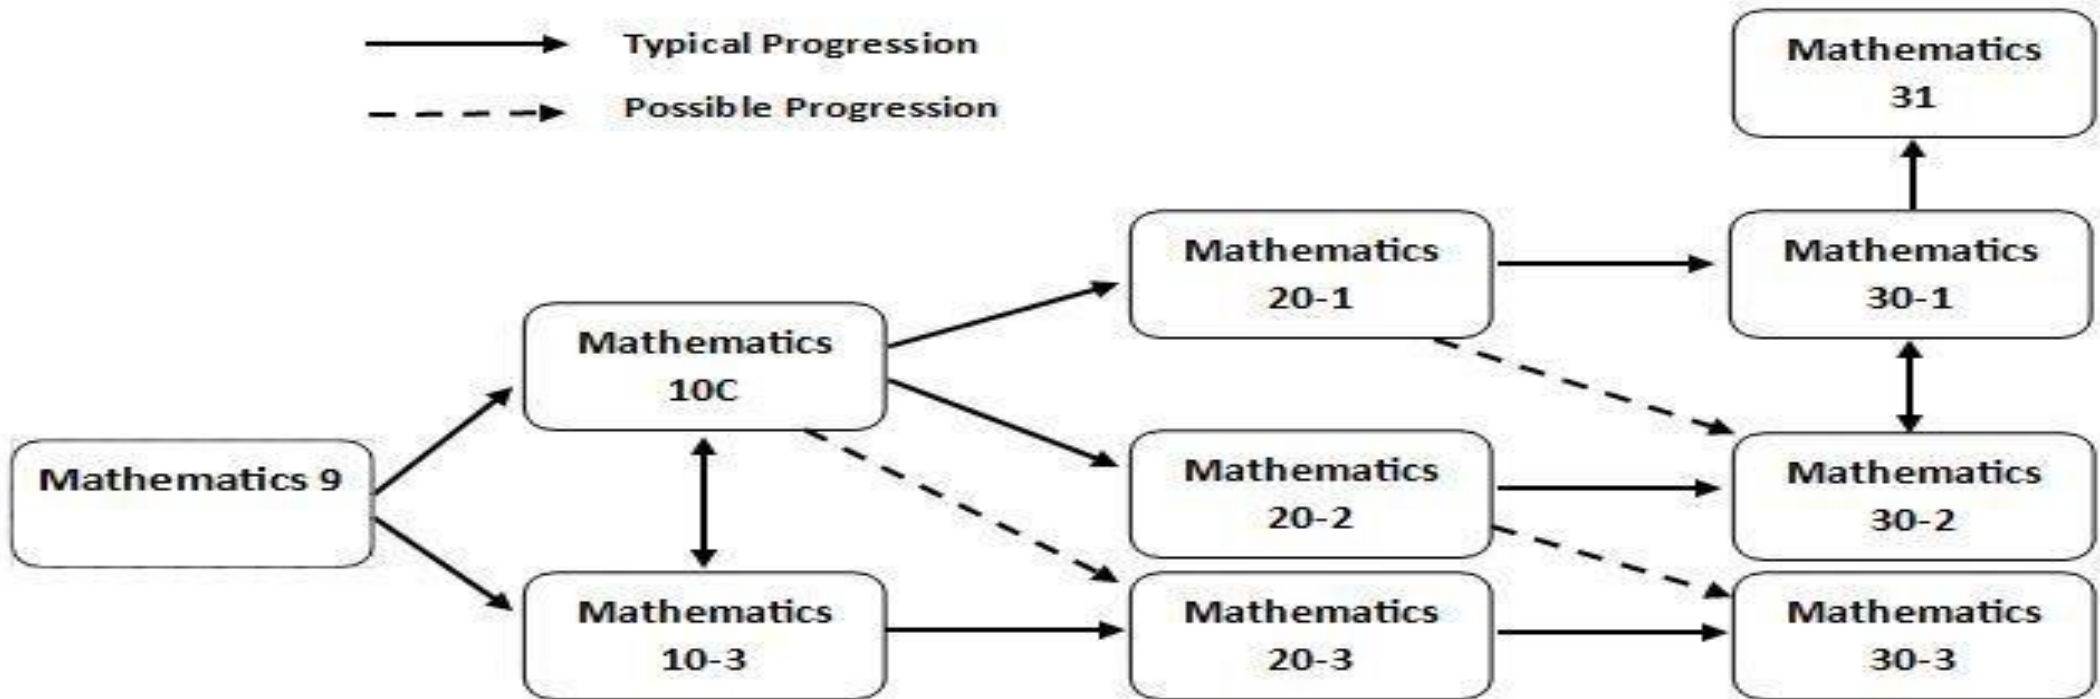 Typical Progression
Possible Progression
Mathematics
31
Mathematics
20-1
Mathematics
30-1
Mathematics
10C
Mathematics 9
Mathematics
20-2
Mathematics
30-2
Mathematics
10-3
Mathematics
20-3
Mathematics
30-3